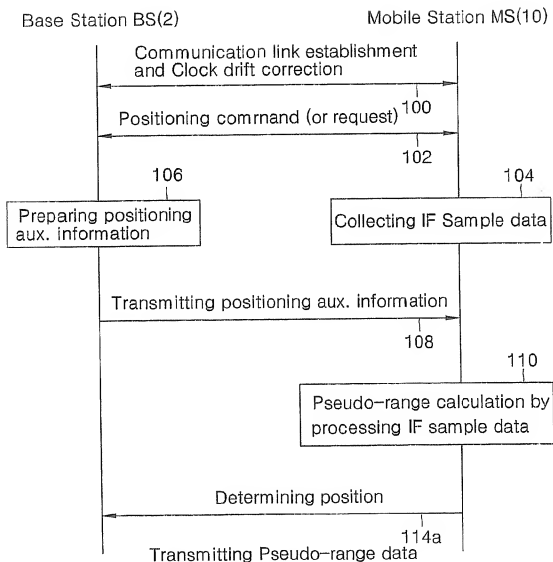 Base Station BS(2)
Mobile Station MS(10)
Communication link establishment
and Clock drift correction
100
Positioning command (or request)
102
106
104
Preparing positioning
aux. information
Collecting IF Sample data
Transmitting positioning aux. information
108
110
Pseudo-range calculation by
processing IF sample data
Determining position
114a
Transmitting Pseudo-range data